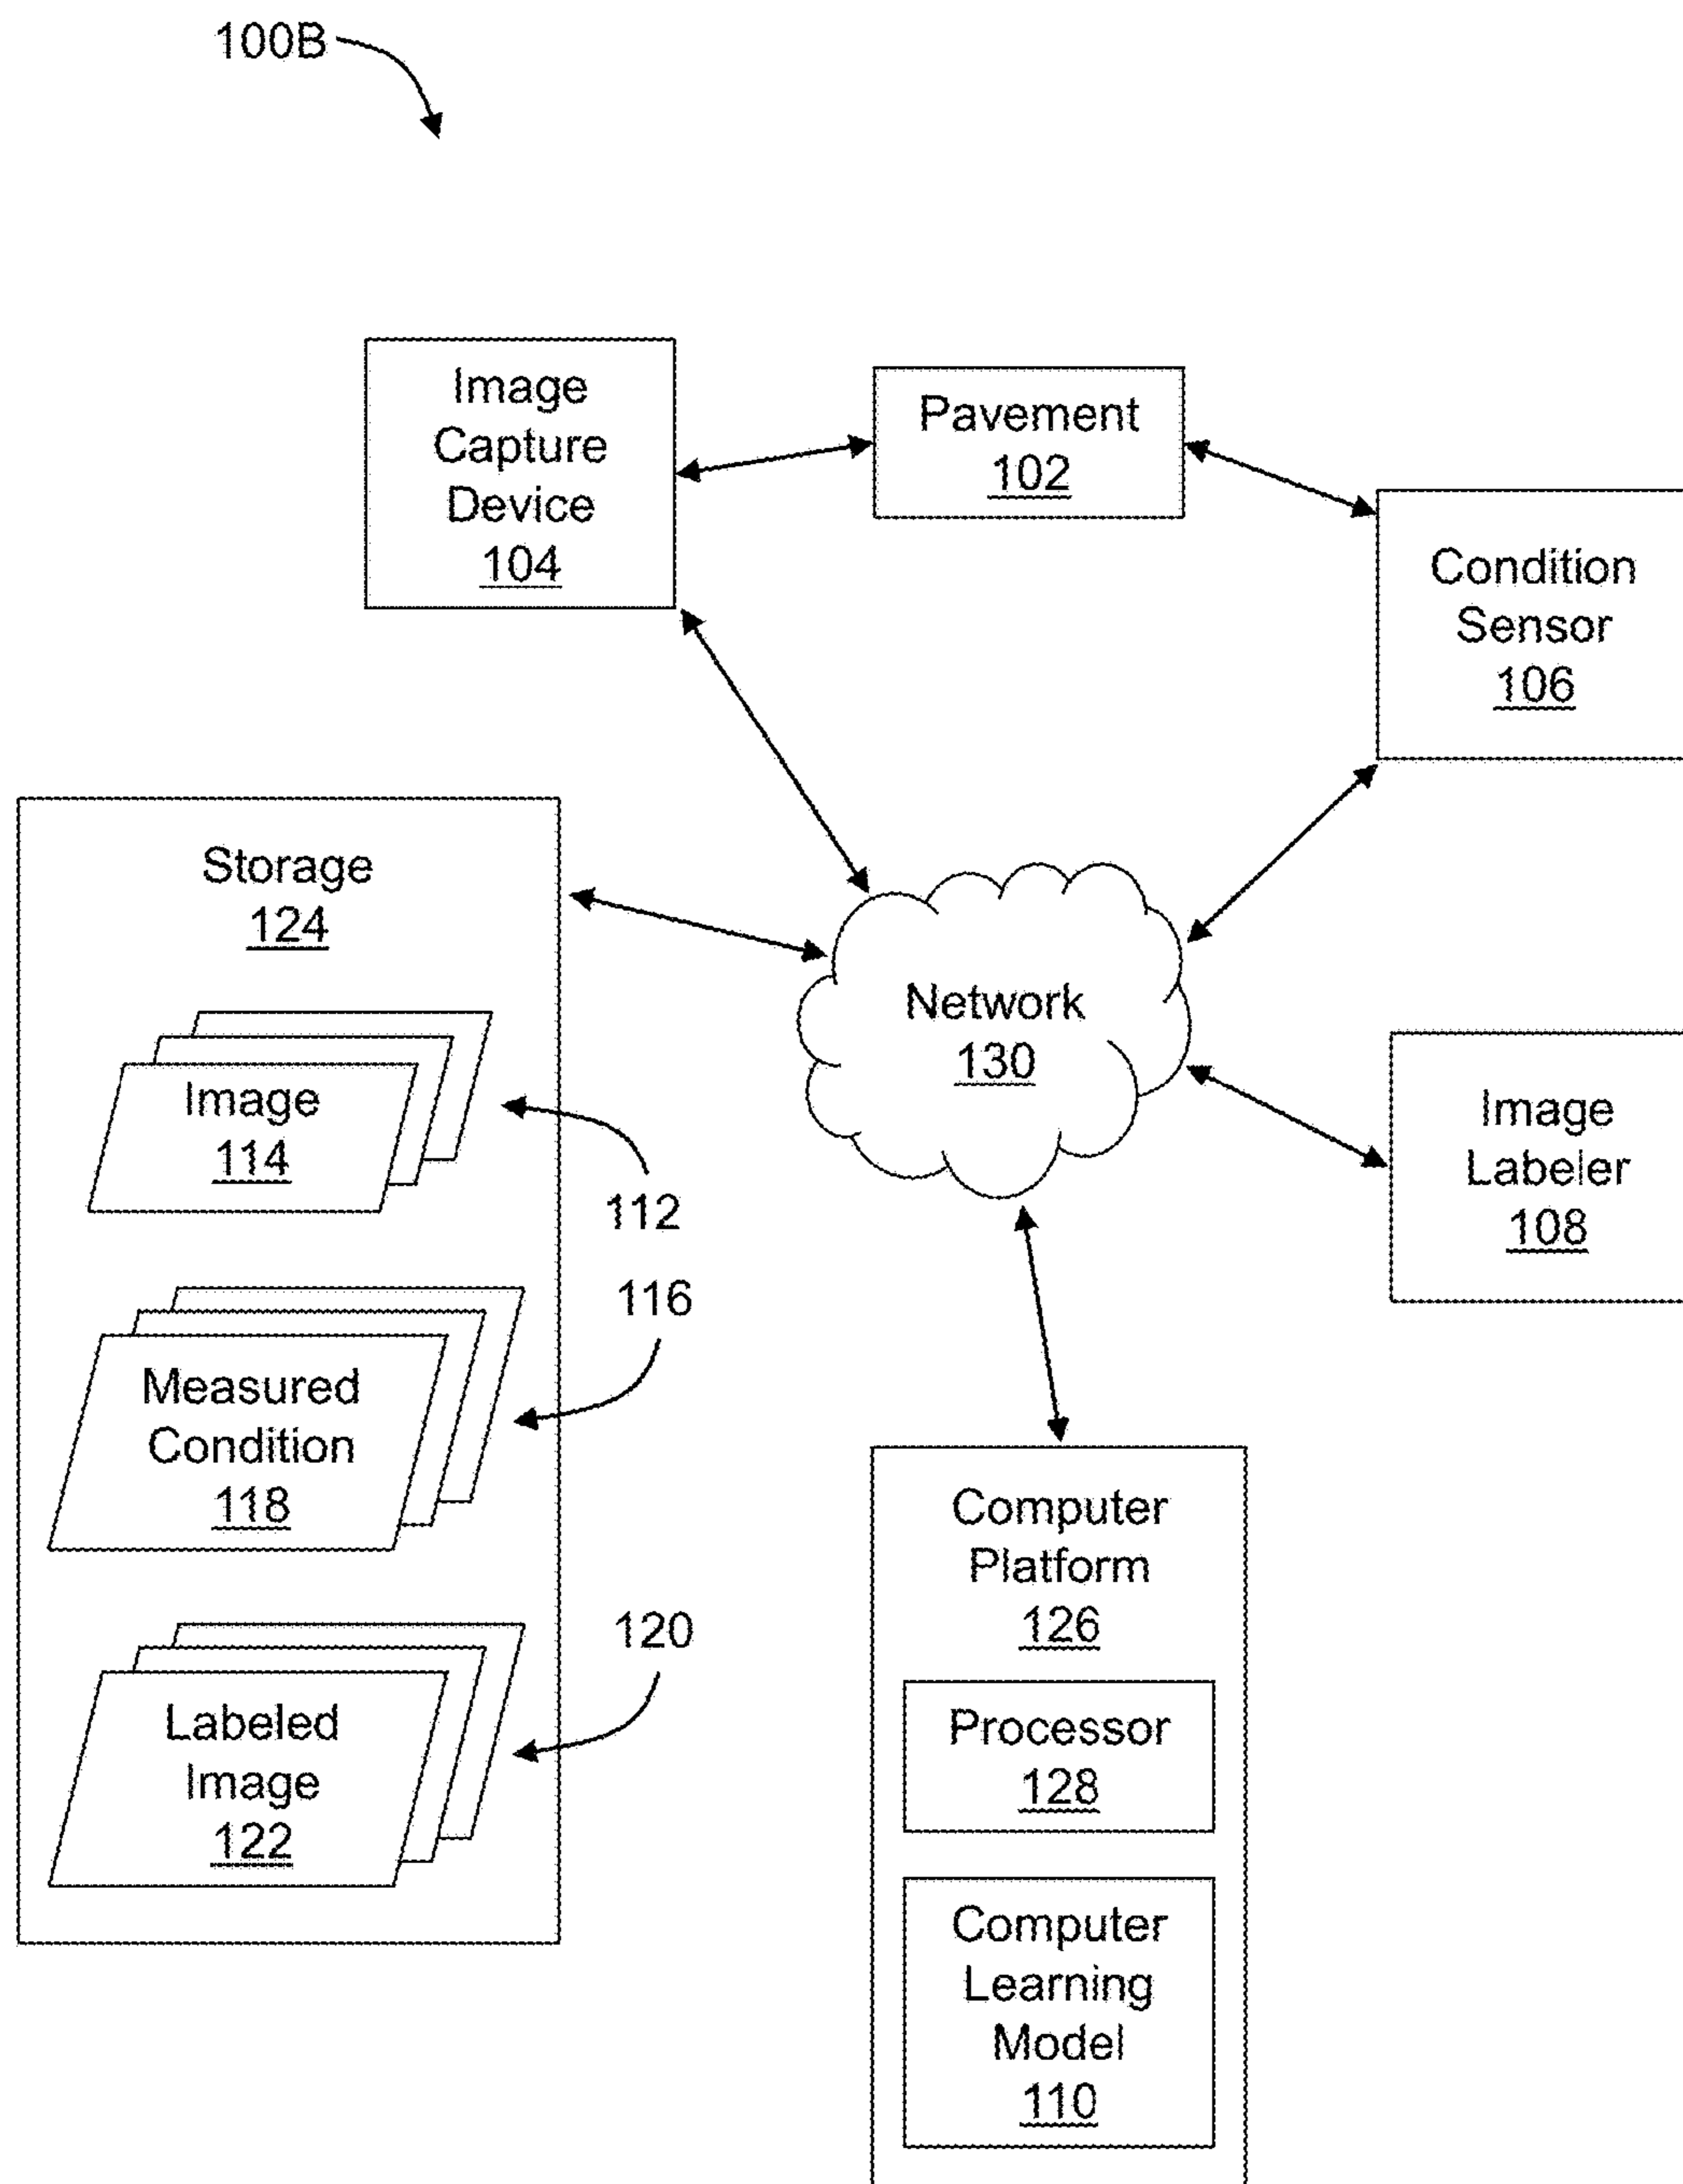 100B
Image
Capture
Device
104
Pavement
102
Condition
Sensor
106
Storage
124
Image
114
112
116
Measured
Condition
118
120
Labeled
Image
122
Network
130
Image
Labeler
108
Computer
Platform
126
Processor
128
Computer
Learning
Model
110